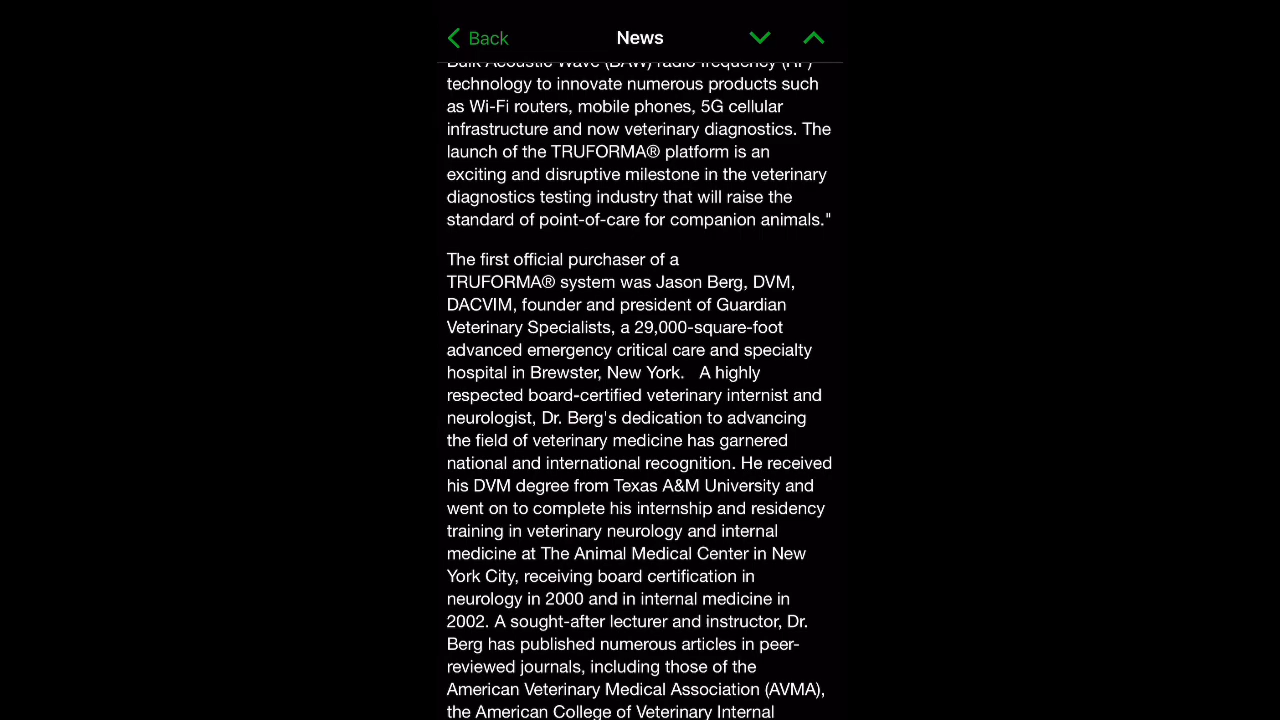 Back
News
Bulk Acoustic Wave (BAW) radio frequency (RF)
technology to innovate numerous products such
as Wi-Fi routers, mobile phones, 5G cellular
infrastructure and now veterinary diagnostics. The
launch of the TRUFORMA® platform is an
exciting and disruptive milestone in the veterinary
diagnostics testing industry that will raise the
standard of point-of-care for companion animals."
The first official purchaser of a
TRUFORMA® system was Jason Berg, DVM,
DACVIM, founder and president of Guardian
Veterinary Specialists, a 29,000-square-foot
advanced emergency critical care and specialty
hospital in Brewster, New York.   A highly
respected board-certified veterinary internist and
neurologist, Dr. Berg's dedication to advancing
the field of veterinary medicine has garnered
national and international recognition. He received
his DVM degree from Texas A&M University and
went on to complete his internship and residency
training in veterinary neurology and internal
medicine at The Animal Medical Center in New
York City, receiving board certification in
neurology in 2000 and in internal medicine in
2002. A sought-after lecturer and instructor, Dr.
Berg has published numerous articles in peer-
reviewed journals, including those of the
American Veterinary Medical Association (AVMA),
the American College of Veterinary Internal